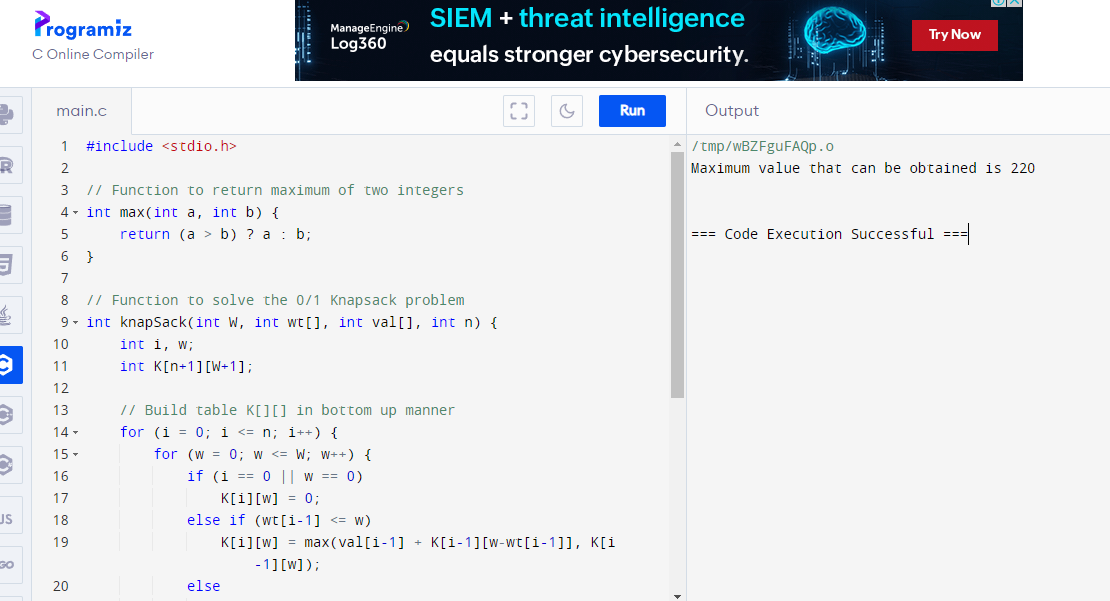 Programiz
C Online Compiler
ManageEngine
Log360
SIEM + threat intelligence
equals stronger cybersecurity.
Try Now
main.c
Run
Output
1 #include <stdio.h>
2
3 // Function to return maximum of two integers
4 int max(int a, int b) {
5 return (a > b) ? a : b;
6 }
7
8 // Function to solve the 0/1 Knapsack problem
9 int knapSack(int W, int wt[], int val[], int n) {
10 int i, w;
11 int K[n+1][W+1];
12
13 // Build table K[][] in bottom up manner
14 for (i = 0; i <= n; i++) {
15 for (w = 0; w <= W; w++) {
16 if (i == 0 || w == 0)
17 K[i][w] = 0;
18 else if (wt[i-1] <= w)
19 K[i][w] = max(val[i-1] + K[i-1][w-wt[i-1]], K[i
-1][w]);
20 else
/tmp/wBZFguFAQp.o
Maximum value that can be obtained is 220
=== Code Execution Successful ===
R
JS
GO